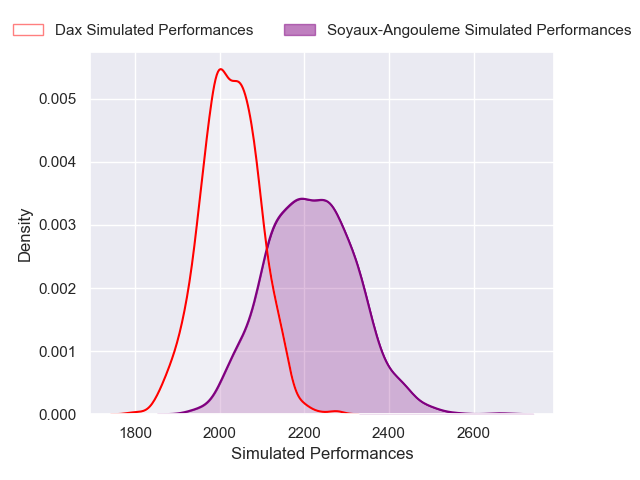 Dax Simulated Performances
Soyaux-Angouleme Simulated Performances
0.005
0.004
0.003
0.002
0.001
0.000
Density
1800 2000 2200 2400 2600
Simulated Performances